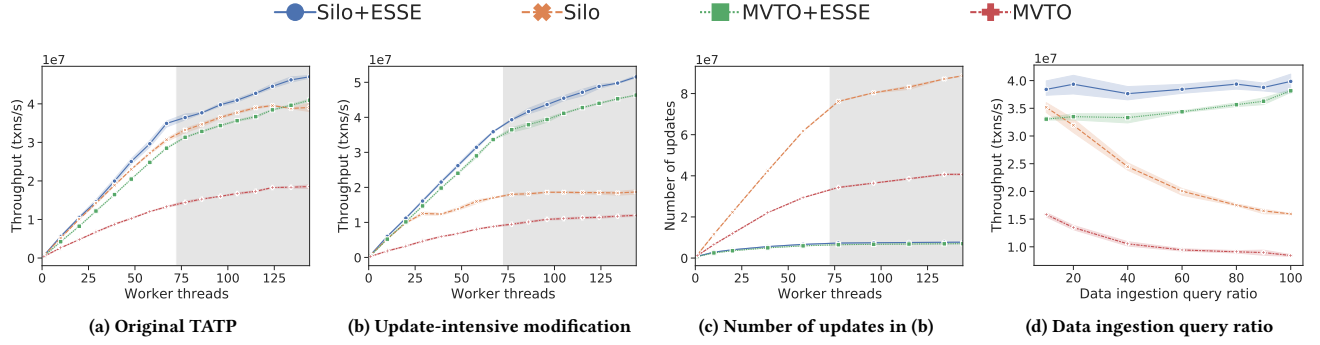 Silo+ESSE Silo MVTO+ESSE MVTO
1e7
Throughput (txns/s)
4
3
2
1
0
0 25 50 75 100 125
Worker threads
(a) Original TATP
1e7
Throughput (txns/s)
5
4
3
2
1
0
0 25 50 75 100 125
Worker threads
(b) Update-intensive modification
1e7
Number of updates
8
6
4
2
0
0 25 50 75 100 125
Worker threads
(c) Number of updates in (b)
1e7
Throughput (txns/s)
4.0
3.5
3.0
2.5
2.0
1.5
1.0
20 40 60 80 100
Data ingestion query ratio
(d) Data ingestion query ratio